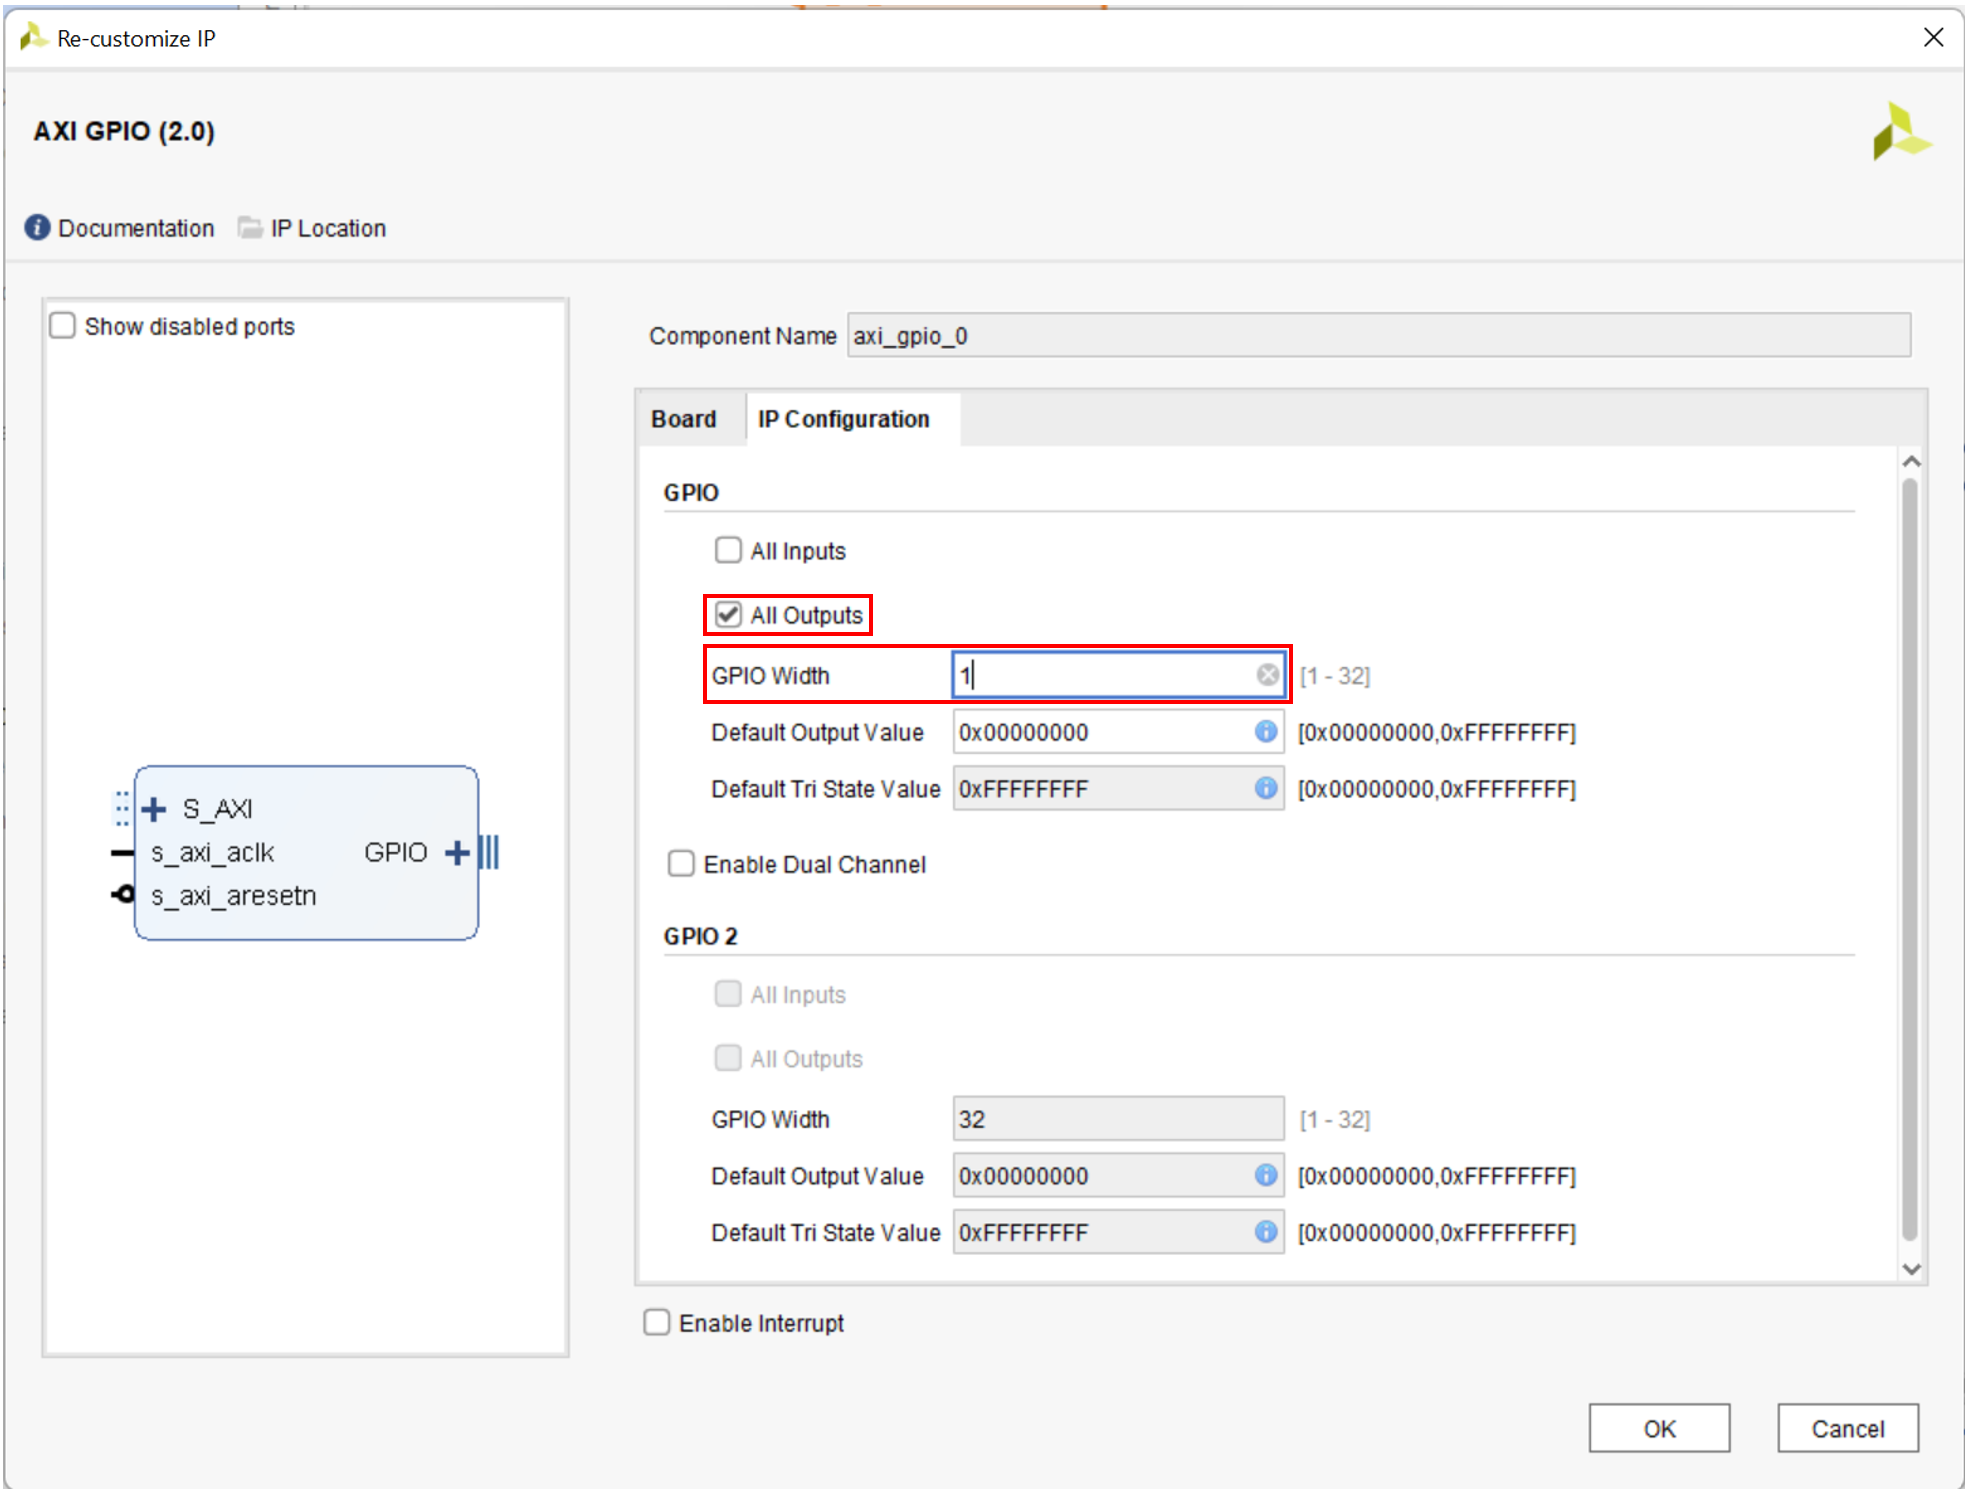 Re-customize IP
AXI GPIO (2.0)
Documentation IP Location
Show disabled ports
S_AXI
s_axi_aclk GPIO
s_axi_aresetn
Component Name axi_gpio_0
Board IP Configuration
GPIO
All Inputs
All Outputs
GPIO Width 1 [1 - 32]
Default Output Value 0x00000000 [0x00000000,0xFFFFFFFF]
Default Tri State Value 0xFFFFFFFF [0x00000000,0xFFFFFFFF]
Enable Dual Channel
GPIO 2
All Inputs
All Outputs
GPIO Width 32 [1 - 32]
Default Output Value 0x00000000 [0x00000000,0xFFFFFFFF]
Default Tri State Value 0xFFFFFFFF [0x00000000,0xFFFFFFFF]
Enable Interrupt
OK Cancel